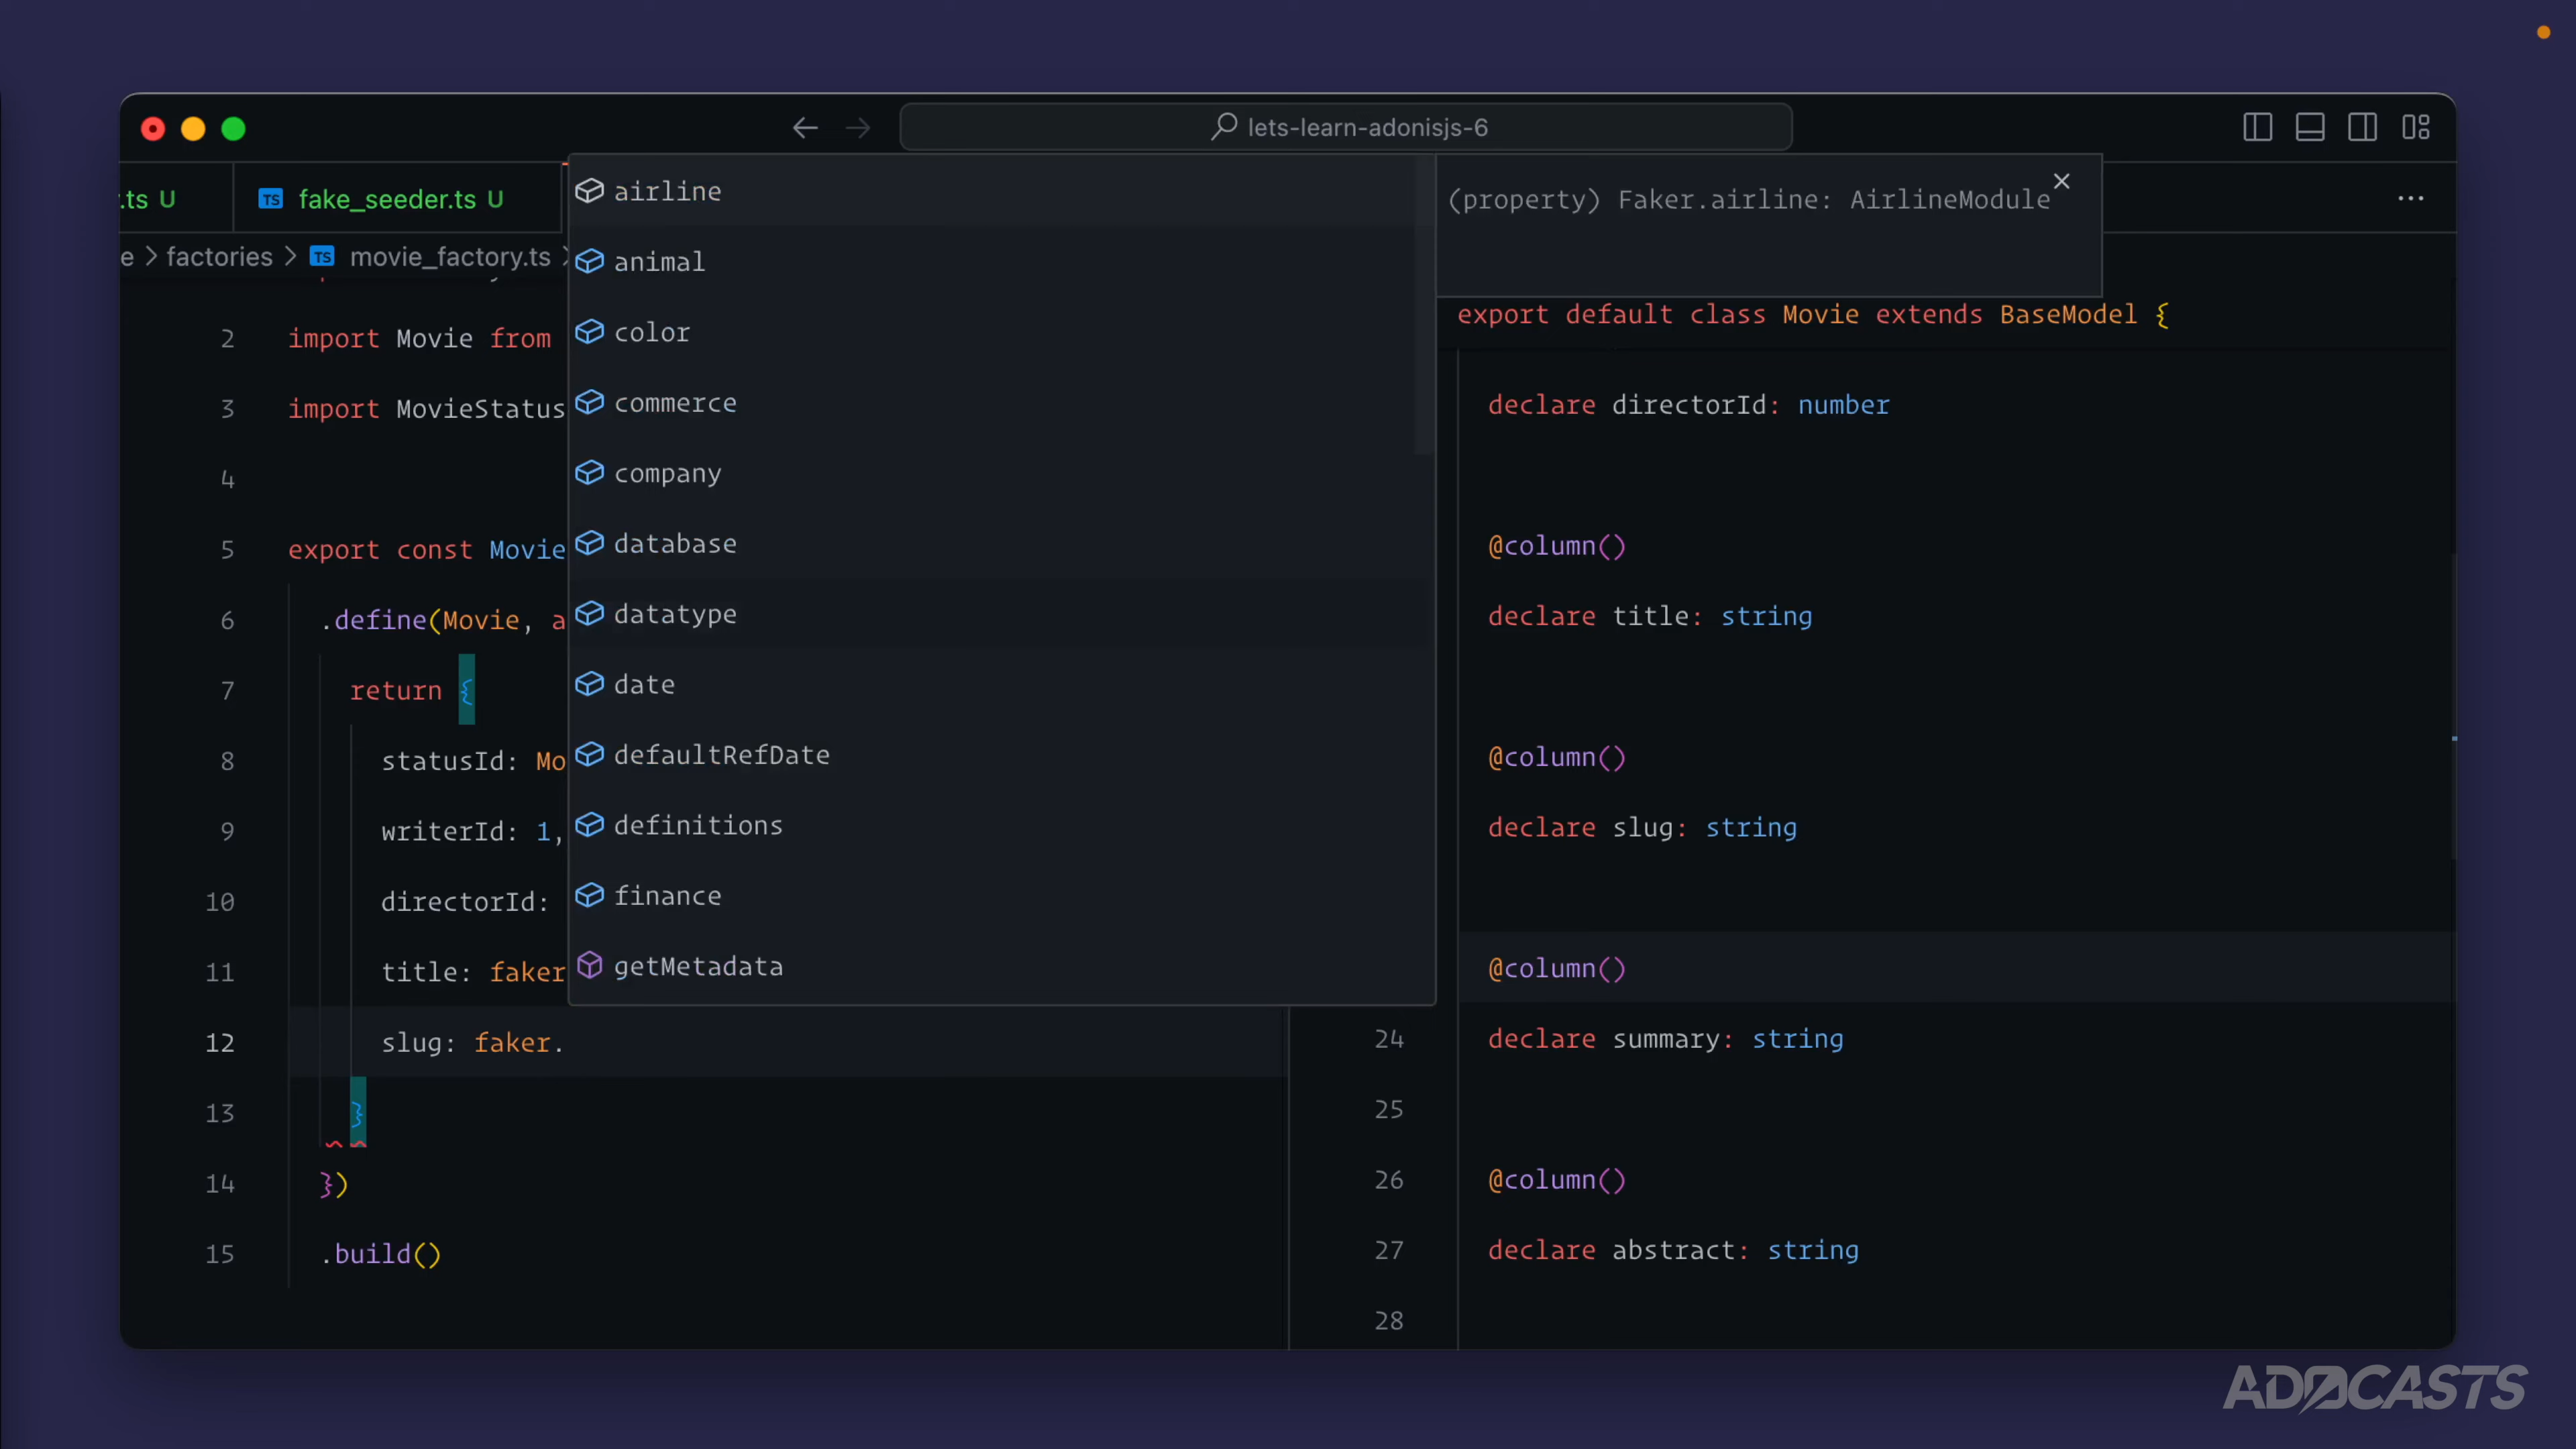 lets-learn-adonisjs-6
.ts U
TS fake_seeder.ts U
e > factories > TS movie_factory.ts >
2 import Movie from
3 import MovieStatus
4
5 export const Movie
6 .define(Movie, a
7 return {
8 statusId: Mo
9 writerId: 1,
10 directorId:
11 title: faker
12 slug: faker.
13 }
14 })
15 .build()
airline
animal
color
commerce
company
database
datatype
date
defaultRefDate
definitions
finance
getMetadata
(property) Faker.airline: AirlineModule
export default class Movie extends BaseModel {
declare directorId: number
@column()
declare title: string
@column()
declare slug: string
@column()
24 declare summary: string
25
26 @column()
27 declare abstract: string
28
ADOCASTS